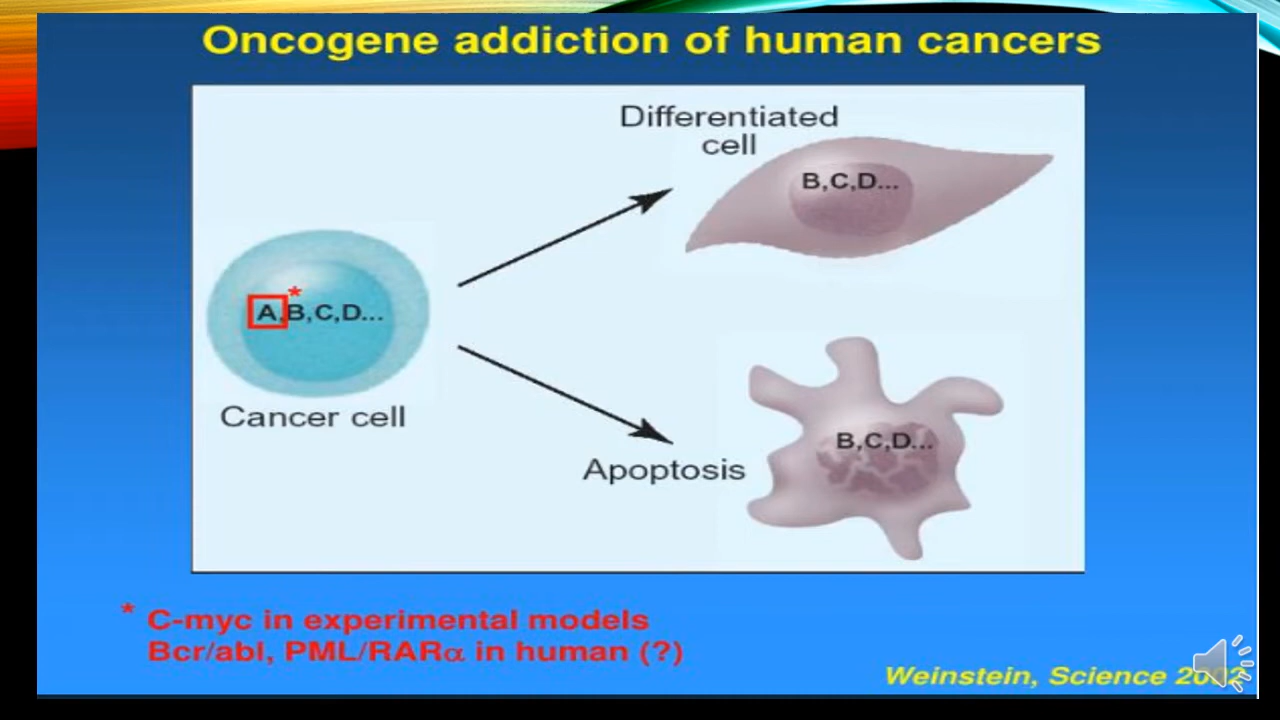 Oncogene addiction of human cancers
Differentiated
cell
B,C,D...
*
A,B,C,D...
Cancer cell
B,C,D...
Apoptosis
* C-myc in experimental models
Bcr/abl, PML/RARα in human (?)
Weinstein, Science 2002